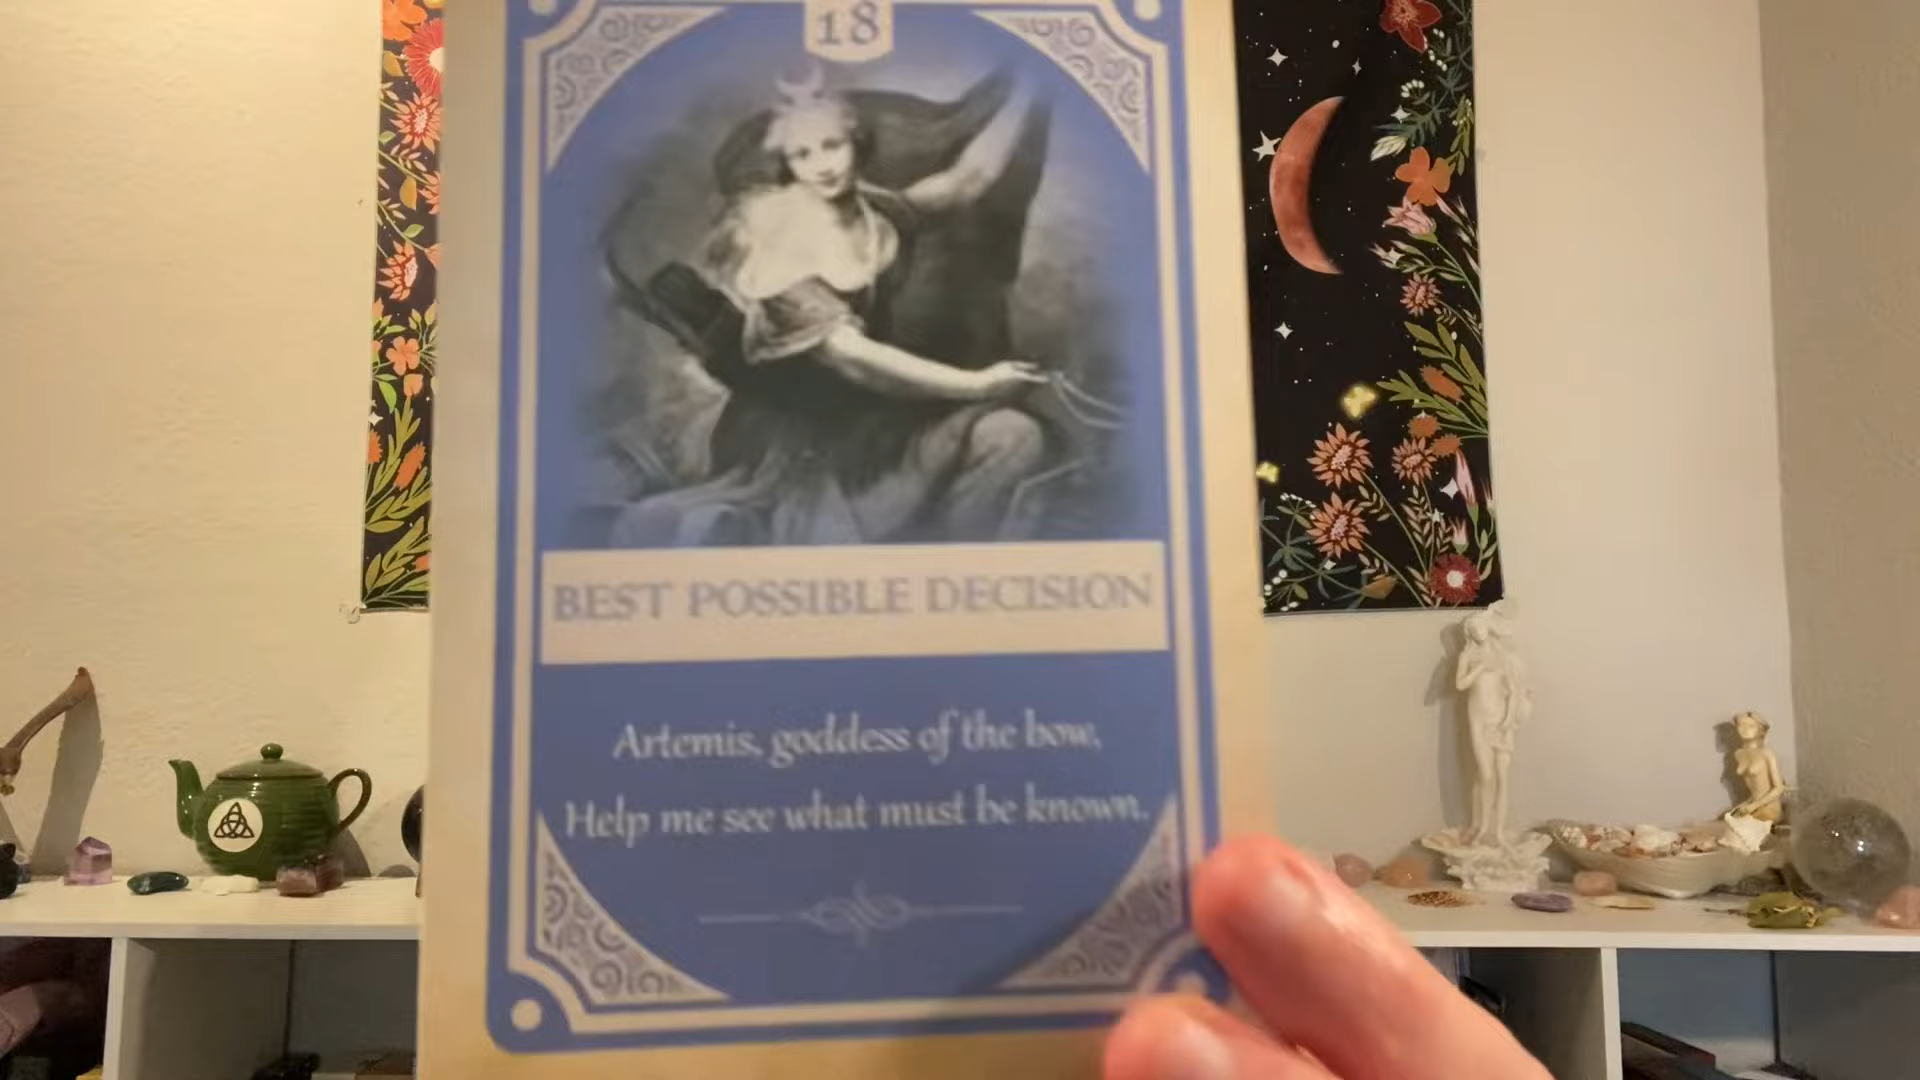 18
BEST POSSIBLE DECISION
Artemis, goddess of the bow,
Help me see what must be known.